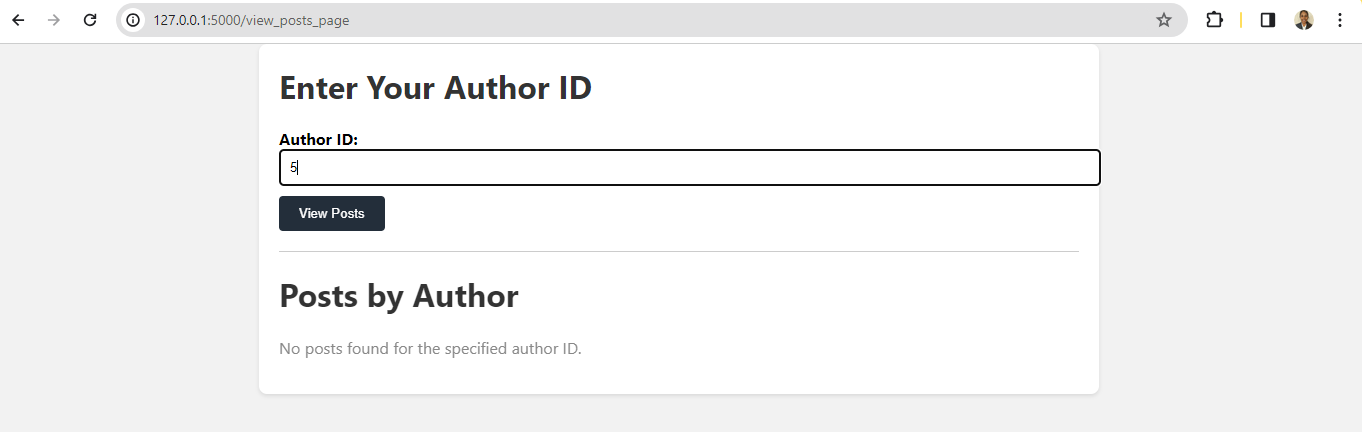 127.0.0.1:5000/view_posts_page
Enter Your Author ID
Author ID:
5
View Posts
Posts by Author
No posts found for the specified author ID.